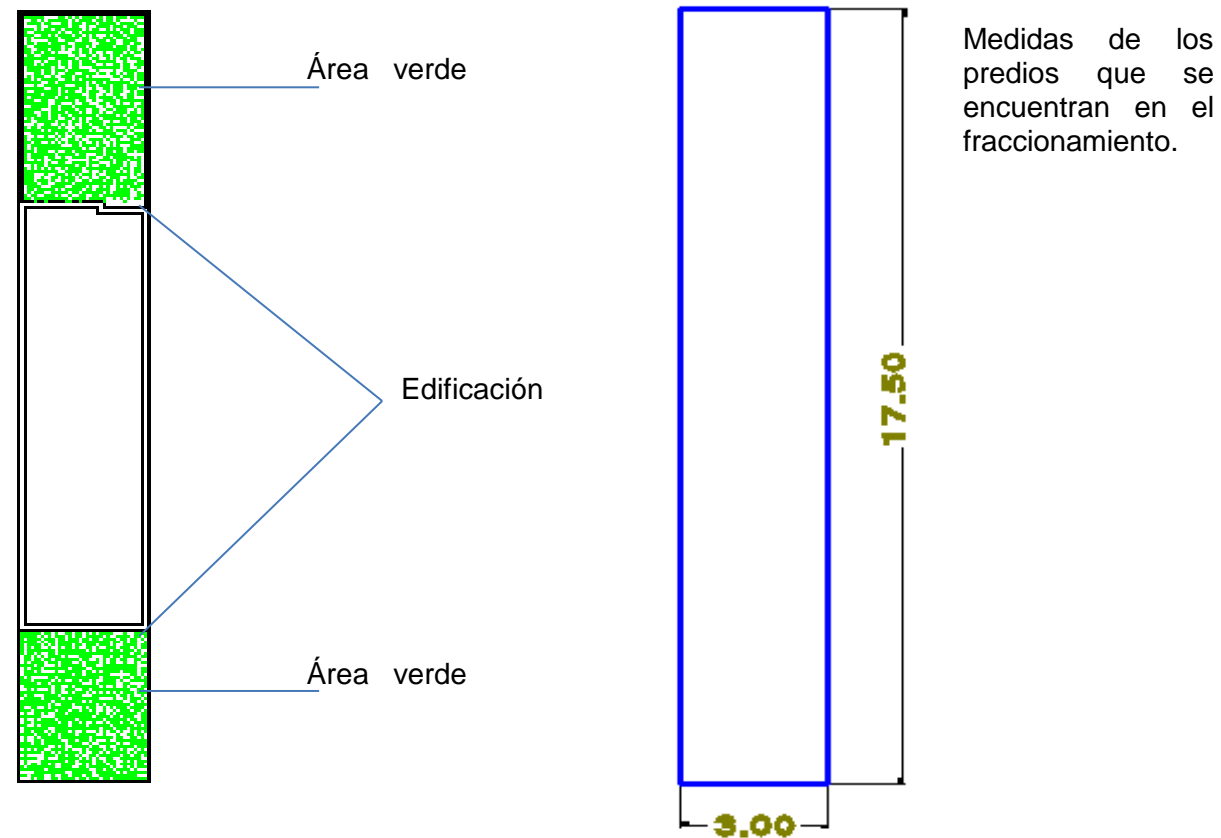 Área verde
Edificación
Área verde
17.50
3.00
Medidas de los
predios que se
encuentran en el
fraccionamiento.